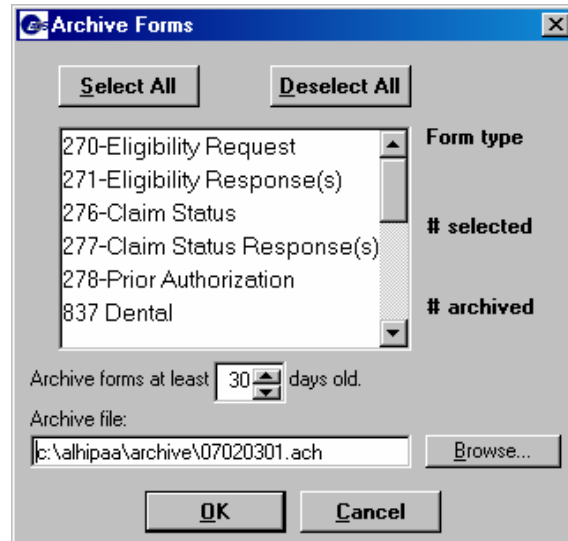 Archive Forms
Select All
Deselect All
270-Eligibility Request
271-Eligibility Response(s)
276-Claim Status
277-Claim Status Response(s)
278-Prior Authorization
837 Dental
Form type
# selected
# archived
Archive forms at least 30 days old.
Archive file:
c:\alhipaa\archive\07020301.ach
Browse...
OK
Cancel